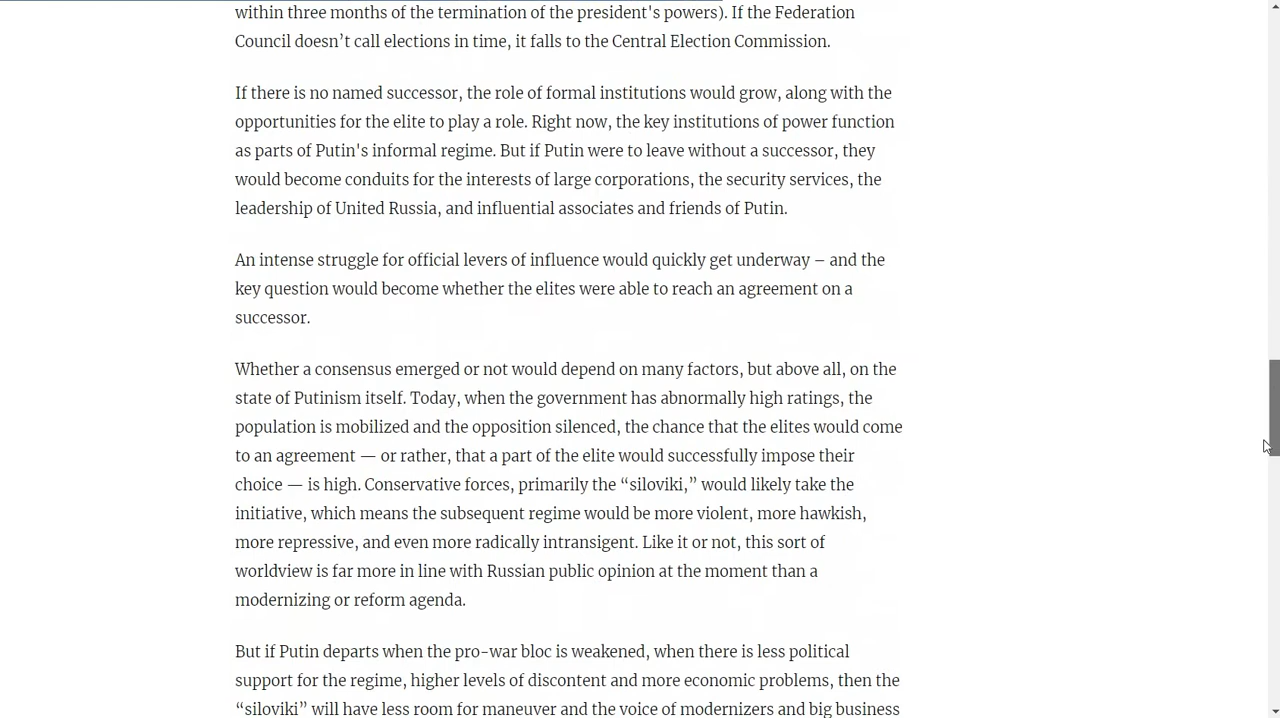 within three months of the termination of the president's powers). If the Federation
Council doesn’t call elections in time, it falls to the Central Election Commission.
If there is no named successor, the role of formal institutions would grow, along with the
opportunities for the elite to play a role. Right now, the key institutions of power function
as parts of Putin's informal regime. But if Putin were to leave without a successor, they
would become conduits for the interests of large corporations, the security services, the
leadership of United Russia, and influential associates and friends of Putin.
An intense struggle for official levers of influence would quickly get underway – and the
key question would become whether the elites were able to reach an agreement on a
successor.
Whether a consensus emerged or not would depend on many factors, but above all, on the
state of Putinism itself. Today, when the government has abnormally high ratings, the
population is mobilized and the opposition silenced, the chance that the elites would come
to an agreement — or rather, that a part of the elite would successfully impose their
choice — is high. Conservative forces, primarily the “siloviki,” would likely take the
initiative, which means the subsequent regime would be more violent, more hawkish,
more repressive, and even more radically intransigent. Like it or not, this sort of
worldview is far more in line with Russian public opinion at the moment than a
modernizing or reform agenda.
But if Putin departs when the pro-war bloc is weakened, when there is less political
support for the regime, higher levels of discontent and more economic problems, then the
“siloviki” will have less room for maneuver and the voice of modernizers and big business